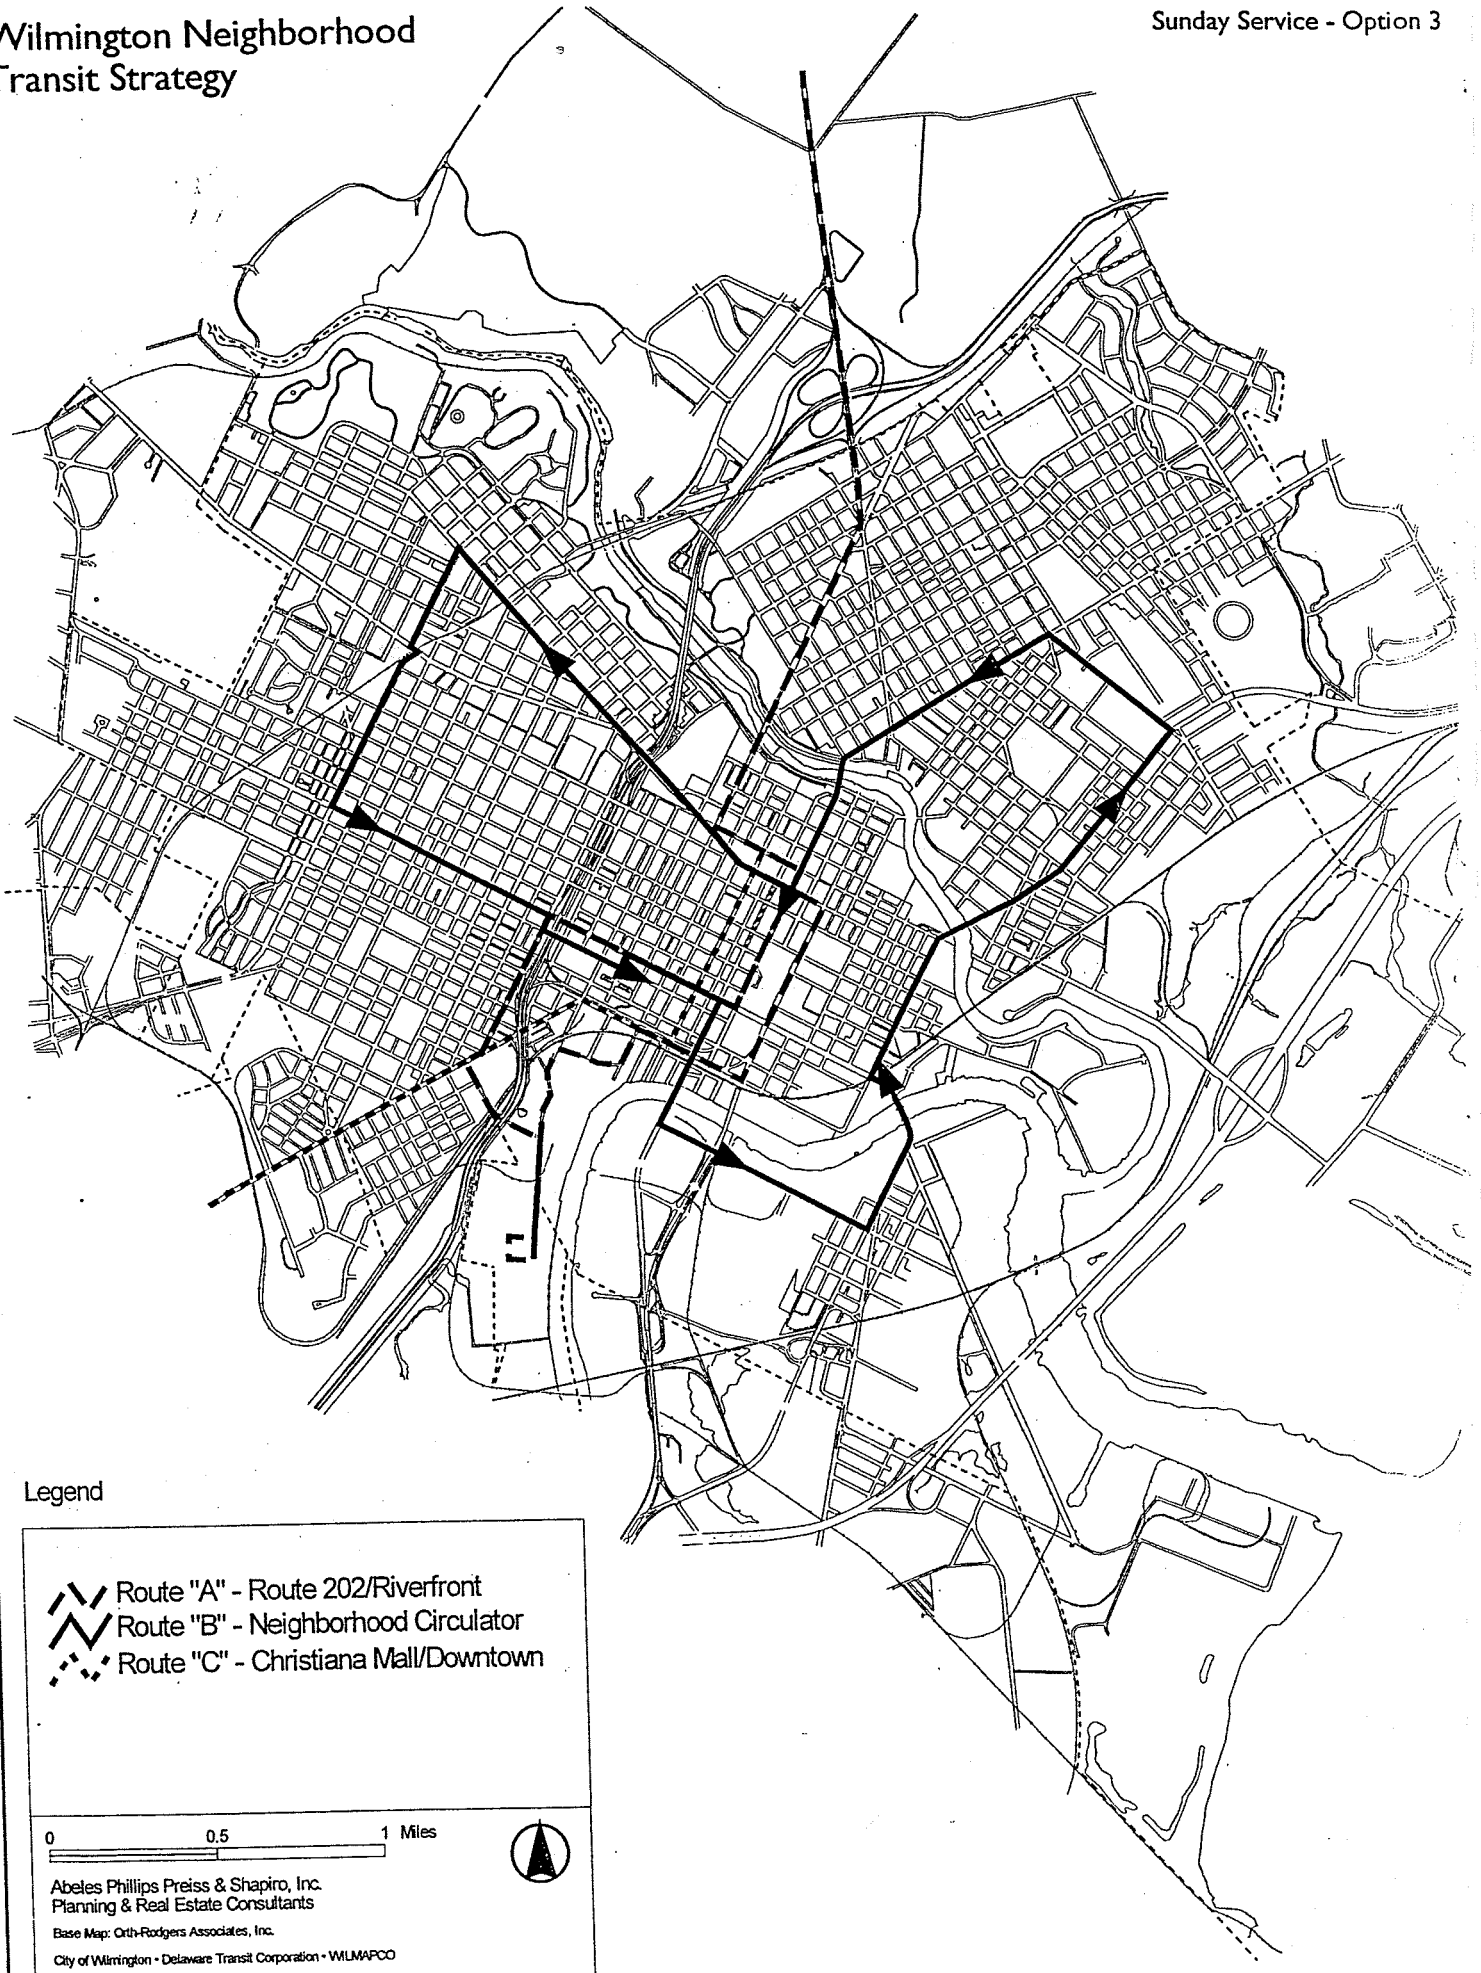 Wilmington Neighborhood
Transit Strategy
Sunday Service - Option 3
Legend
Route "A" - Route 202/Riverfront
Route "B" - Neighborhood Circulator
Route "C" - Christiana Mall/Downtown
0 0.5 1 Miles
Abeles Phillips Preiss & Shapiro, Inc.
Planning & Real Estate Consultants
Base Map: Orth-Rodgers Associates, Inc.
City of Wilmington • Delaware Transit Corporation • WILMAPCO